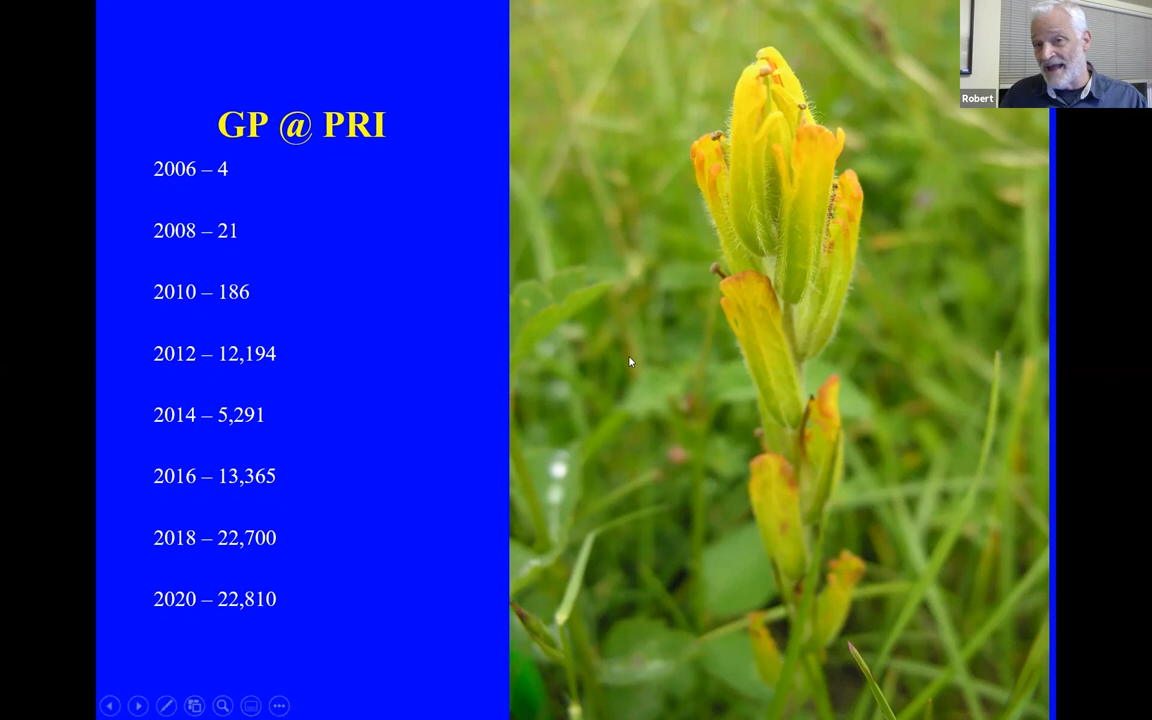 GP @ PRI
2006 – 4
2008 – 21
2010 – 186
2012 – 12,194
2014 – 5,291
2016 – 13,365
2018 – 22,700
2020 – 22,810
Robert